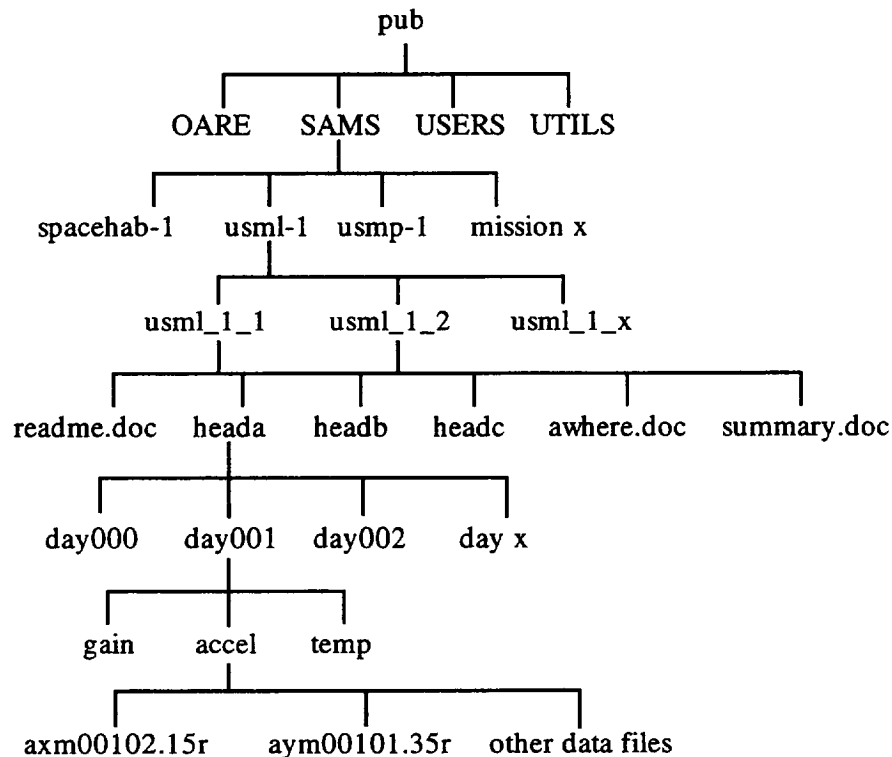 pub
OARE SAMS USERS UTILS
spacehab-1 usml-1 usmp-1 mission x
usml_1_1 usml_1_2 usml_1_x
readme.doc heada headb headc awhere.doc summary.doc
day000 day001 day002 day x
gain accel temp
axm00102.15r aym00101.35r other data files